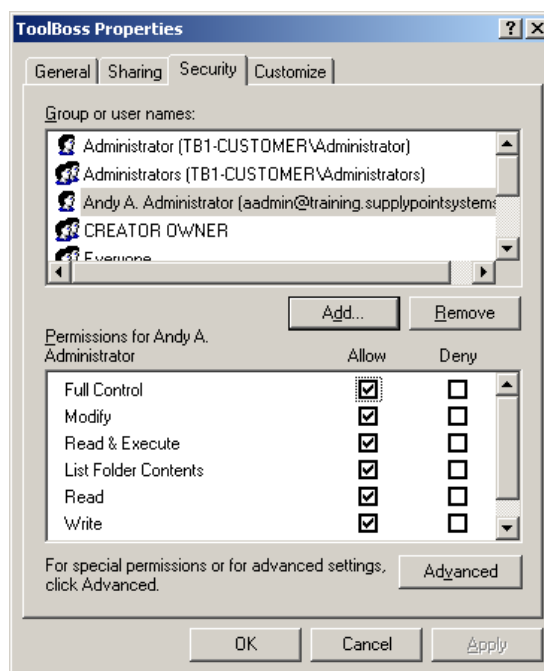 ToolBoss Properties
General Sharing Security Customize
Group or user names:
Administrator (TB1-CUSTOMER\Administrator)
Administrators (TB1-CUSTOMER\Administrators)
Andy A. Administrator (aadmin@training.supplypointsystems
CREATOR OWNER
Everyone
Add... Remove
Permissions for Andy A.
Administrator Allow Deny
Full Control
Modify
Read & Execute
List Folder Contents
Read
Write
For special permissions or for advanced settings,
click Advanced.
Advanced
OK Cancel Apply